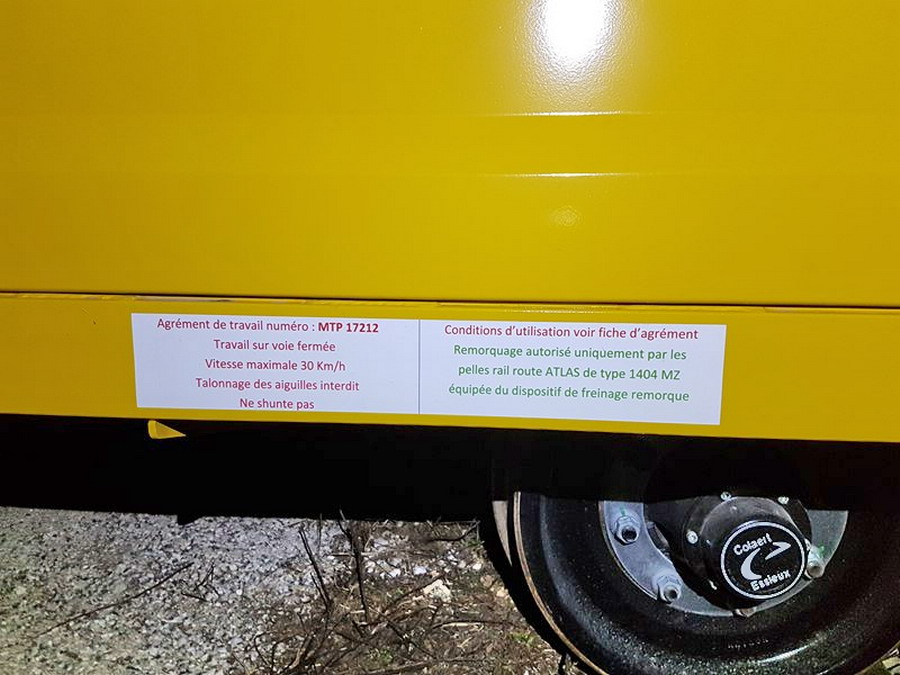 Agrément de travail numéro : MTP 17212
Travail sur voie fermée
Vitesse maximale 30 Km/h
Talonnage des aiguilles interdit
Ne shunte pas
Conditions d'utilisation voir fiche d'agrément
Remorquage autorisé uniquement par les
pelles rail route ATLAS de type 1404 MZ
équipée du dispositif de freinage remorque
Colaert
Essieux